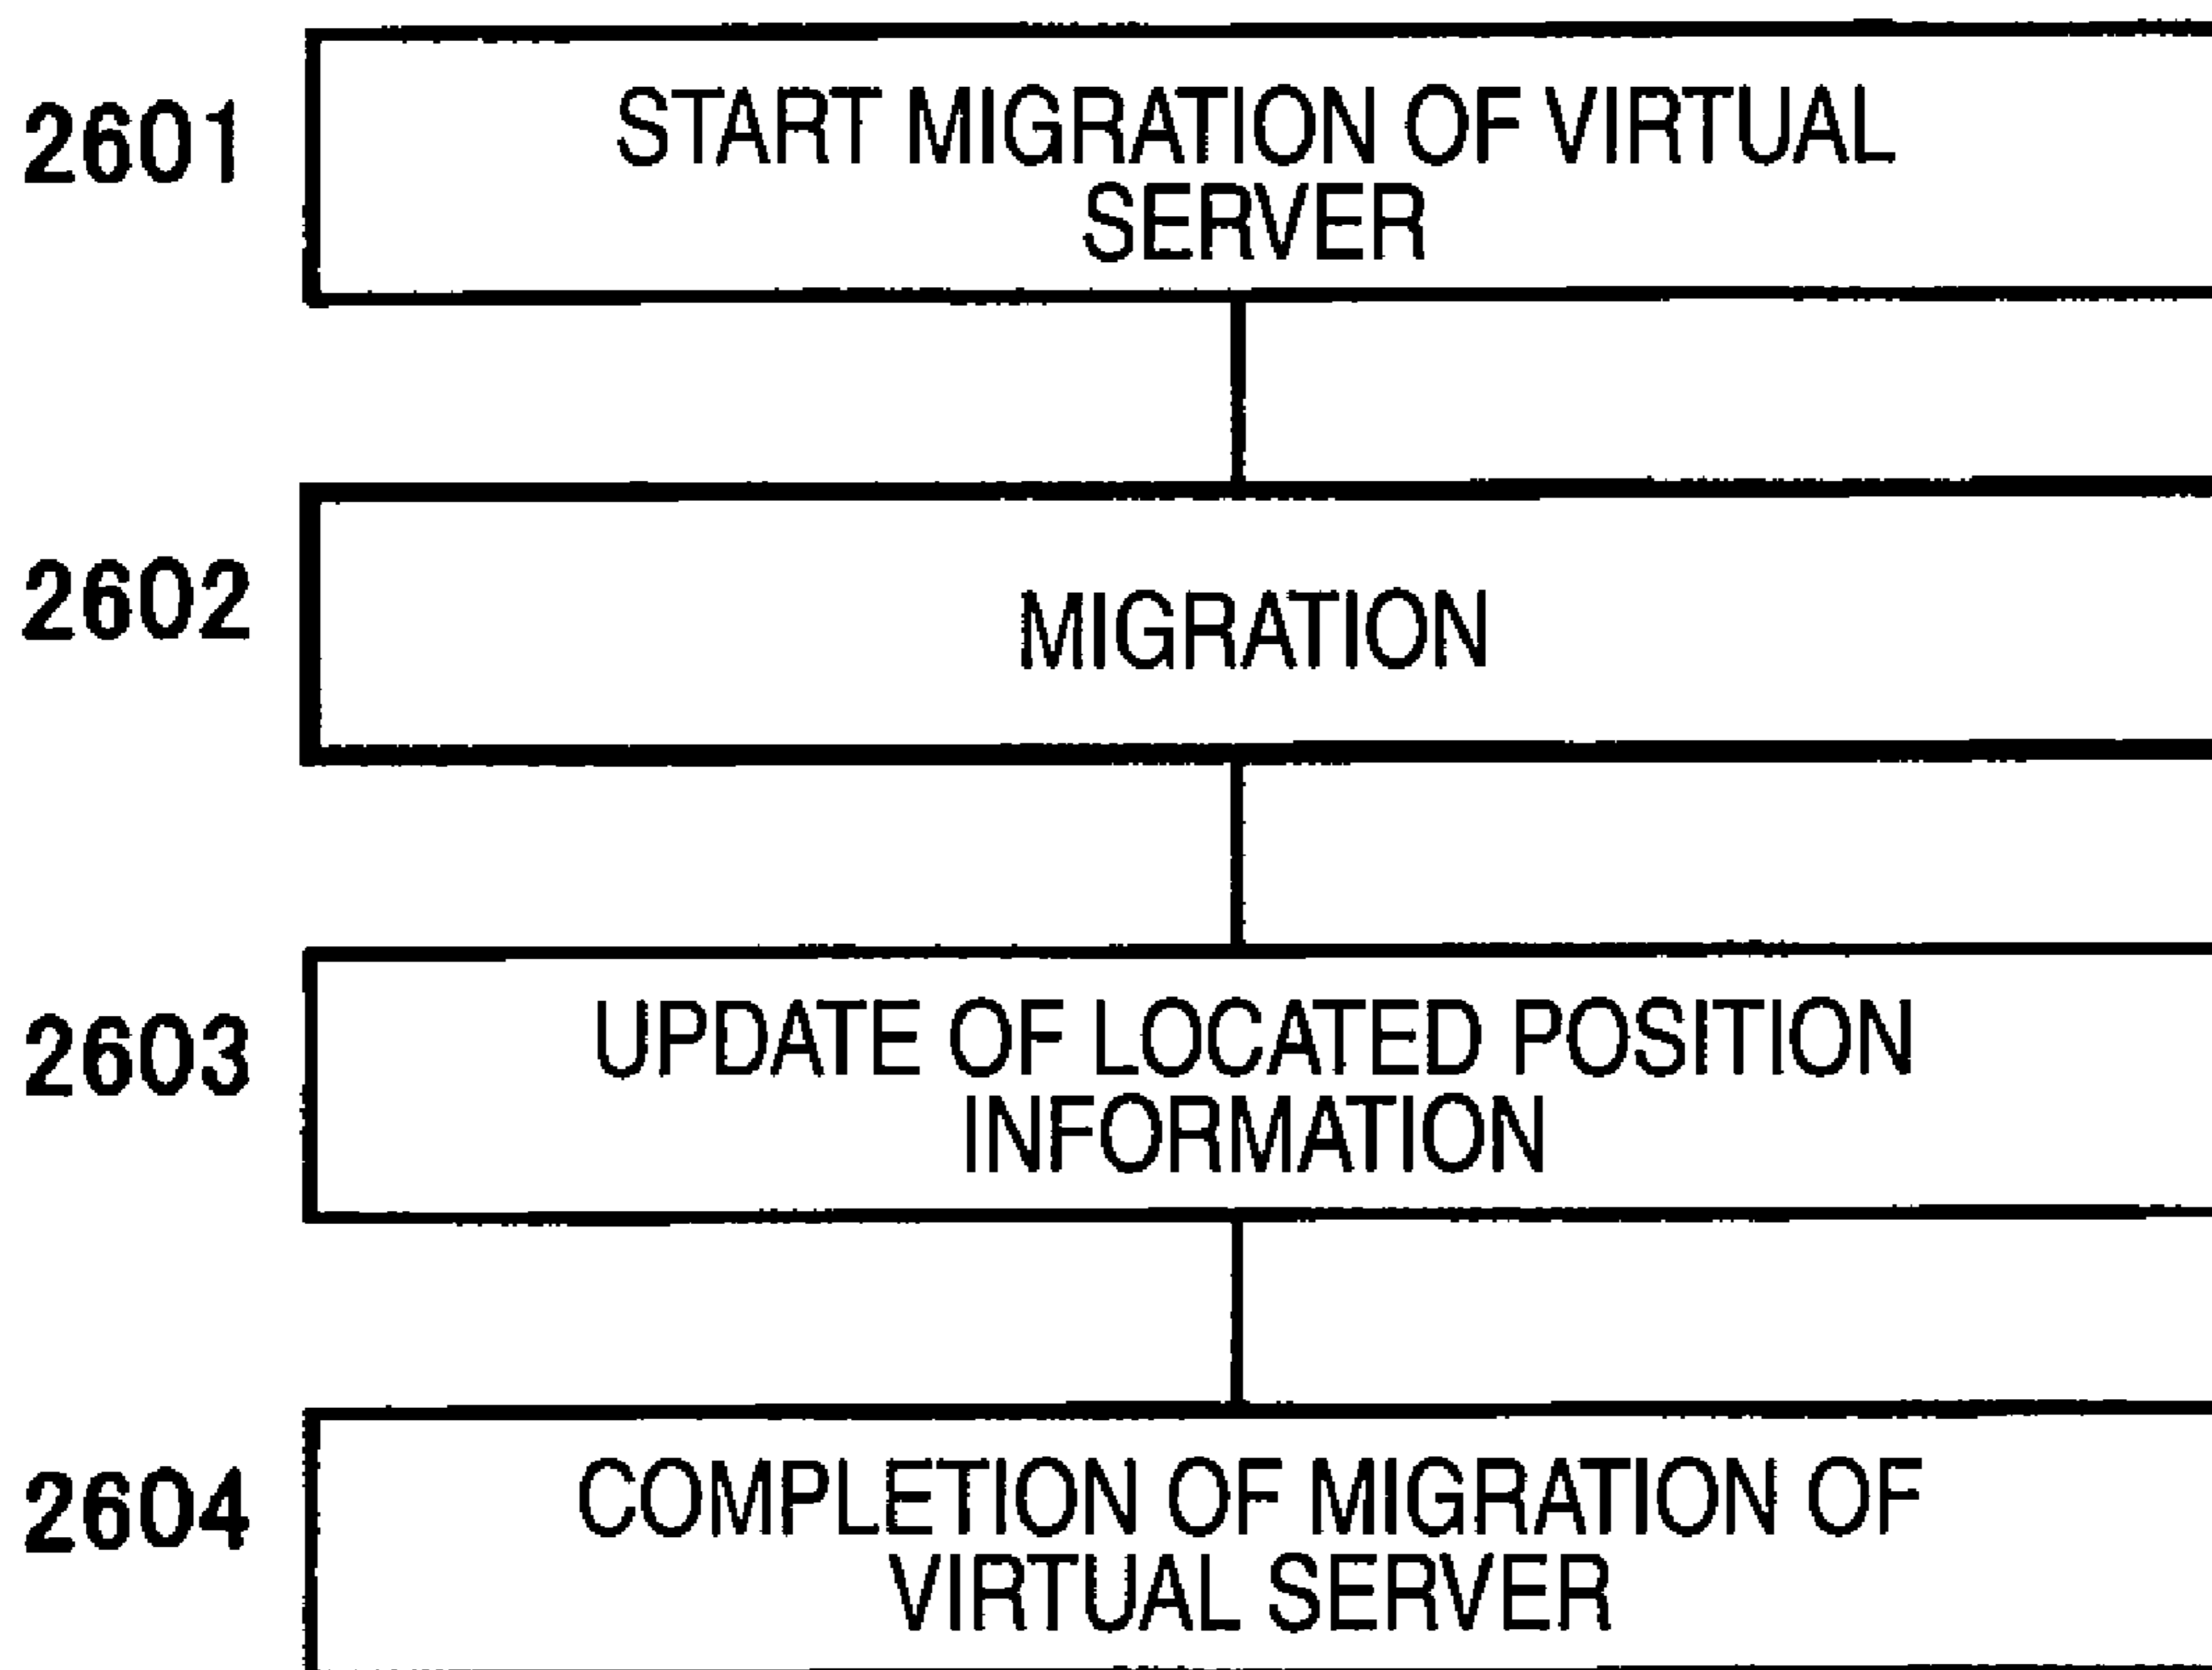 2601
START MIGRATION OF VIRTUAL
SERVER
2602
MIGRATION
2603
UPDATE OF LOCATED POSITION
INFORMATION
2604
COMPLETION OF MIGRATION OF
VIRTUAL SERVER